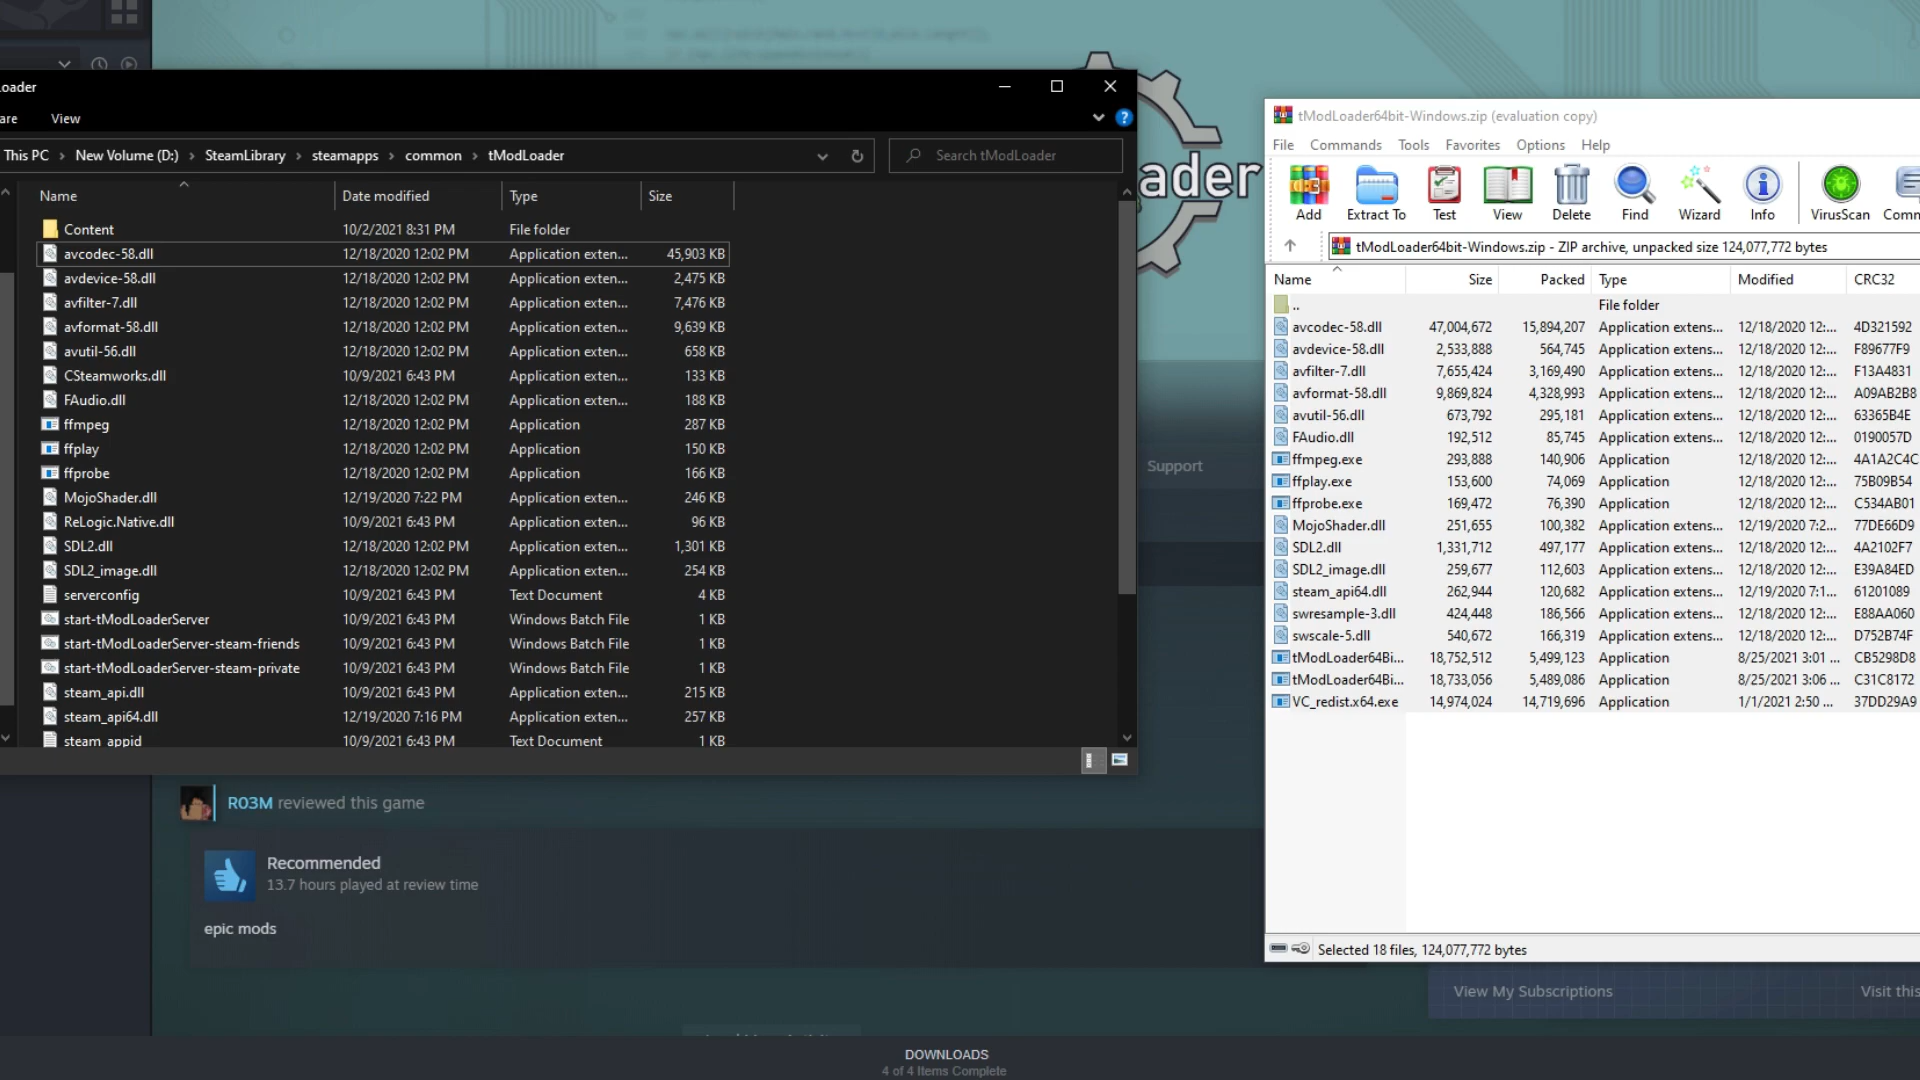 oader
are View
This PC > New Volume (D:) > SteamLibrary > steamapps > common > tModLoader
Search tModLoader
Name Date modified Type Size
Content 10/2/2021 8:31 PM File folder
avcodec-58.dll 12/18/2020 12:02 PM Application exten... 45,903 KB
avdevice-58.dll 12/18/2020 12:02 PM Application exten... 2,475 KB
avfilter-7.dll 12/18/2020 12:02 PM Application exten... 7,476 KB
avformat-58.dll 12/18/2020 12:02 PM Application exten... 9,639 KB
avutil-56.dll 12/18/2020 12:02 PM Application exten... 658 KB
CSteamworks.dll 10/9/2021 6:43 PM Application exten... 133 KB
FAudio.dll 12/18/2020 12:02 PM Application exten... 188 KB
ffmpeg 12/18/2020 12:02 PM Application 287 KB
ffplay 12/18/2020 12:02 PM Application 150 KB
ffprobe 12/18/2020 12:02 PM Application 166 KB
MojoShader.dll 12/19/2020 7:22 PM Application exten... 246 KB
ReLogic.Native.dll 10/9/2021 6:43 PM Application exten... 96 KB
SDL2.dll 12/18/2020 12:02 PM Application exten... 1,301 KB
SDL2_image.dll 12/18/2020 12:02 PM Application exten... 254 KB
serverconfig 10/9/2021 6:43 PM Text Document 4 KB
start-tModLoaderServer 10/9/2021 6:43 PM Windows Batch File 1 KB
start-tModLoaderServer-steam-friends 10/9/2021 6:43 PM Windows Batch File 1 KB
start-tModLoaderServer-steam-private 10/9/2021 6:43 PM Windows Batch File 1 KB
steam_api.dll 10/9/2021 6:43 PM Application exten... 215 KB
steam_api64.dll 12/19/2020 7:16 PM Application exten... 257 KB
steam_appid 10/9/2021 6:43 PM Text Document 1 KB
ader
Support
tModLoader64bit-Windows.zip (evaluation copy)
File Commands Tools Favorites Options Help
Add Extract To Test View Delete Find Wizard Info VirusScan Comm
tModLoader64bit-Windows.zip - ZIP archive, unpacked size 124,077,772 bytes
Name Size Packed Type Modified CRC32
.. File folder
avcodec-58.dll 47,004,672 15,894,207 Application extens... 12/18/2020 12:... 4D321592
avdevice-58.dll 2,533,888 564,745 Application extens... 12/18/2020 12:... F89677F9
avfilter-7.dll 7,655,424 3,169,490 Application extens... 12/18/2020 12:... F13A4831
avformat-58.dll 9,869,824 4,328,993 Application extens... 12/18/2020 12:... A09AB2B8
avutil-56.dll 673,792 295,181 Application extens... 12/18/2020 12:... 63365B4E
FAudio.dll 192,512 85,745 Application extens... 12/18/2020 12:... 0190057D
ffmpeg.exe 293,888 140,906 Application 12/18/2020 12:... 4A1A2C4C
ffplay.exe 153,600 74,069 Application 12/18/2020 12:... 75B09B54
ffprobe.exe 169,472 76,390 Application 12/18/2020 12:... C534AB01
MojoShader.dll 251,655 100,382 Application extens... 12/19/2020 7:2... 77DE66D9
SDL2.dll 1,331,712 497,177 Application extens... 12/18/2020 12:... 4A2102F7
SDL2_image.dll 259,677 112,603 Application extens... 12/18/2020 12:... E39A84ED
steam_api64.dll 262,944 120,682 Application extens... 12/19/2020 7:1... 61201089
swresample-3.dll 424,448 186,566 Application extens... 12/18/2020 12:... E88AA060
swscale-5.dll 540,672 166,319 Application extens... 12/18/2020 12:... D752B74F
tModLoader64Bi... 18,752,512 5,499,123 Application 8/25/2021 3:01 ... CB5298D8
tModLoader64Bi... 18,733,056 5,489,086 Application 8/25/2021 3:06 ... C31C8172
VC_redist.x64.exe 14,974,024 14,719,696 Application 1/1/2021 2:50 ... 37DD29A9
Selected 18 files, 124,077,772 bytes
R03M reviewed this game
Recommended
13.7 hours played at review time
epic mods
View My Subscriptions Visit this
DOWNLOADS
4 of 4 Items Complete